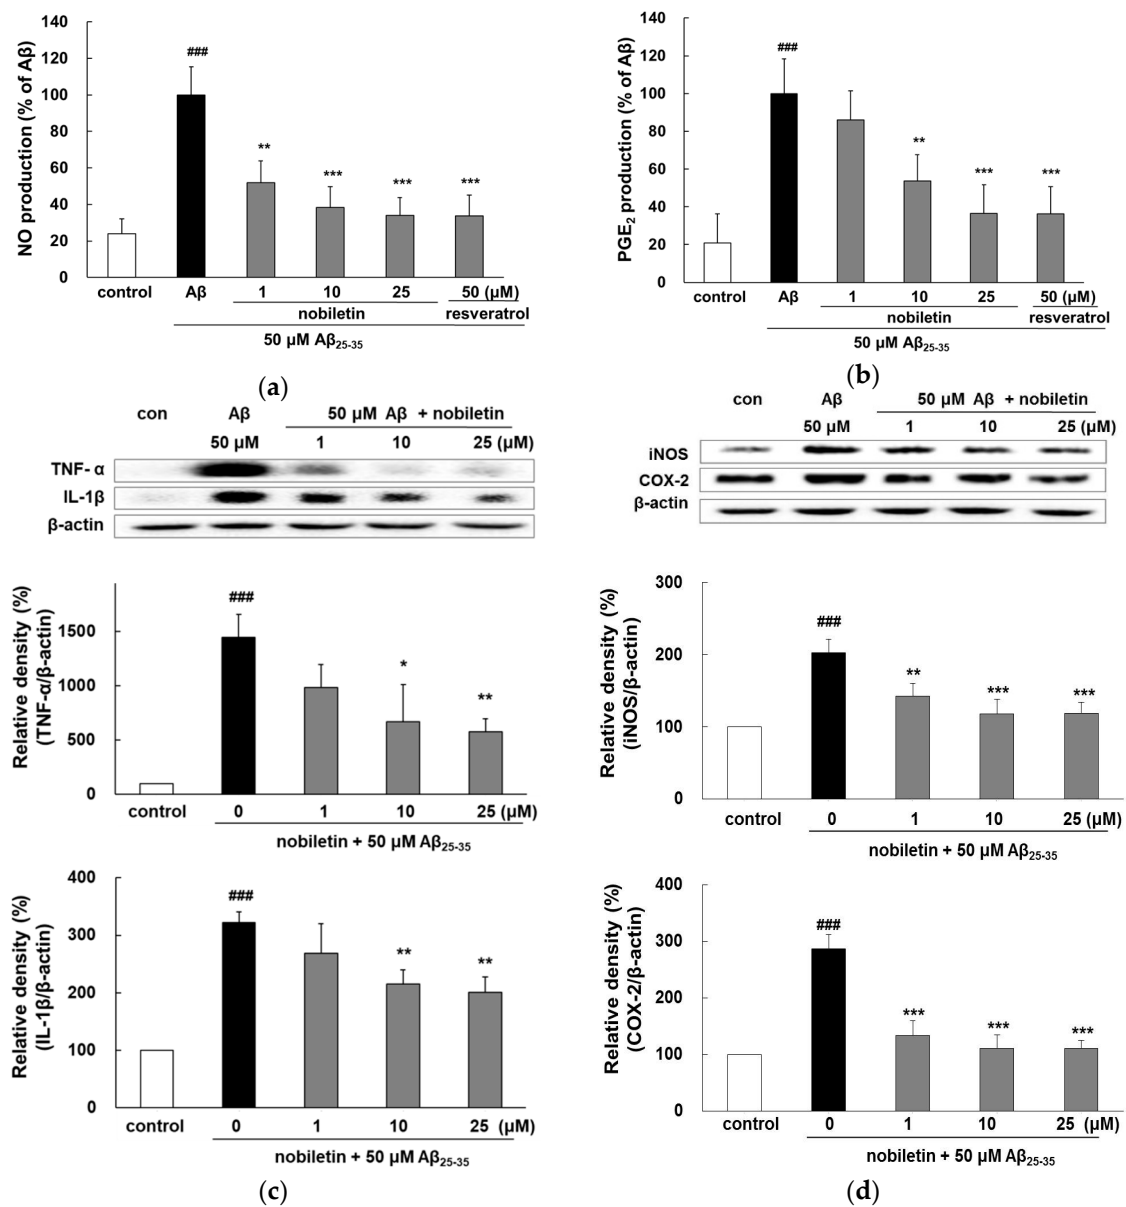 NO production (% of Aβ)
140
120
100
80
60
40
20
0
###
**
***
***
***
control Aβ 1 10 25 50 (μM)
nobiletin resveratrol
50 μM Aβ25-35
(a)
PGE2 production (% of Aβ)
140
120
100
80
60
40
20
0
###
**
***
***
control Aβ 1 10 25 50 (μM)
nobiletin resveratrol
50 μM Aβ25-35
(b)
con Aβ 50 μM Aβ + nobiletin
50 μM 1 10 25 (μM)
TNF- α
IL-1β
β-actin
Relative density (%)
(TNF-α/β-actin)
1500
1000
500
0
###
*
**
control 0 1 10 25 (μM)
nobiletin + 50 μM Aβ25-35
Relative density (%)
(IL-1β/β-actin)
400
300
200
100
0
###
**
**
control 0 1 10 25 (μM)
nobiletin + 50 μM Aβ25-35
(c)
con Aβ 50 μM Aβ + nobiletin
50 μM 1 10 25 (μM)
iNOS
COX-2
β-actin
Relative density (%)
(iNOS/β-actin)
300
200
100
0
###
**
***
***
control 0 1 10 25 (μM)
nobiletin + 50 μM Aβ25-35
Relative density (%)
(COX-2/β-actin)
400
300
200
100
0
###
***
***
***
control 0 1 10 25 (μM)
nobiletin + 50 μM Aβ25-35
(d)